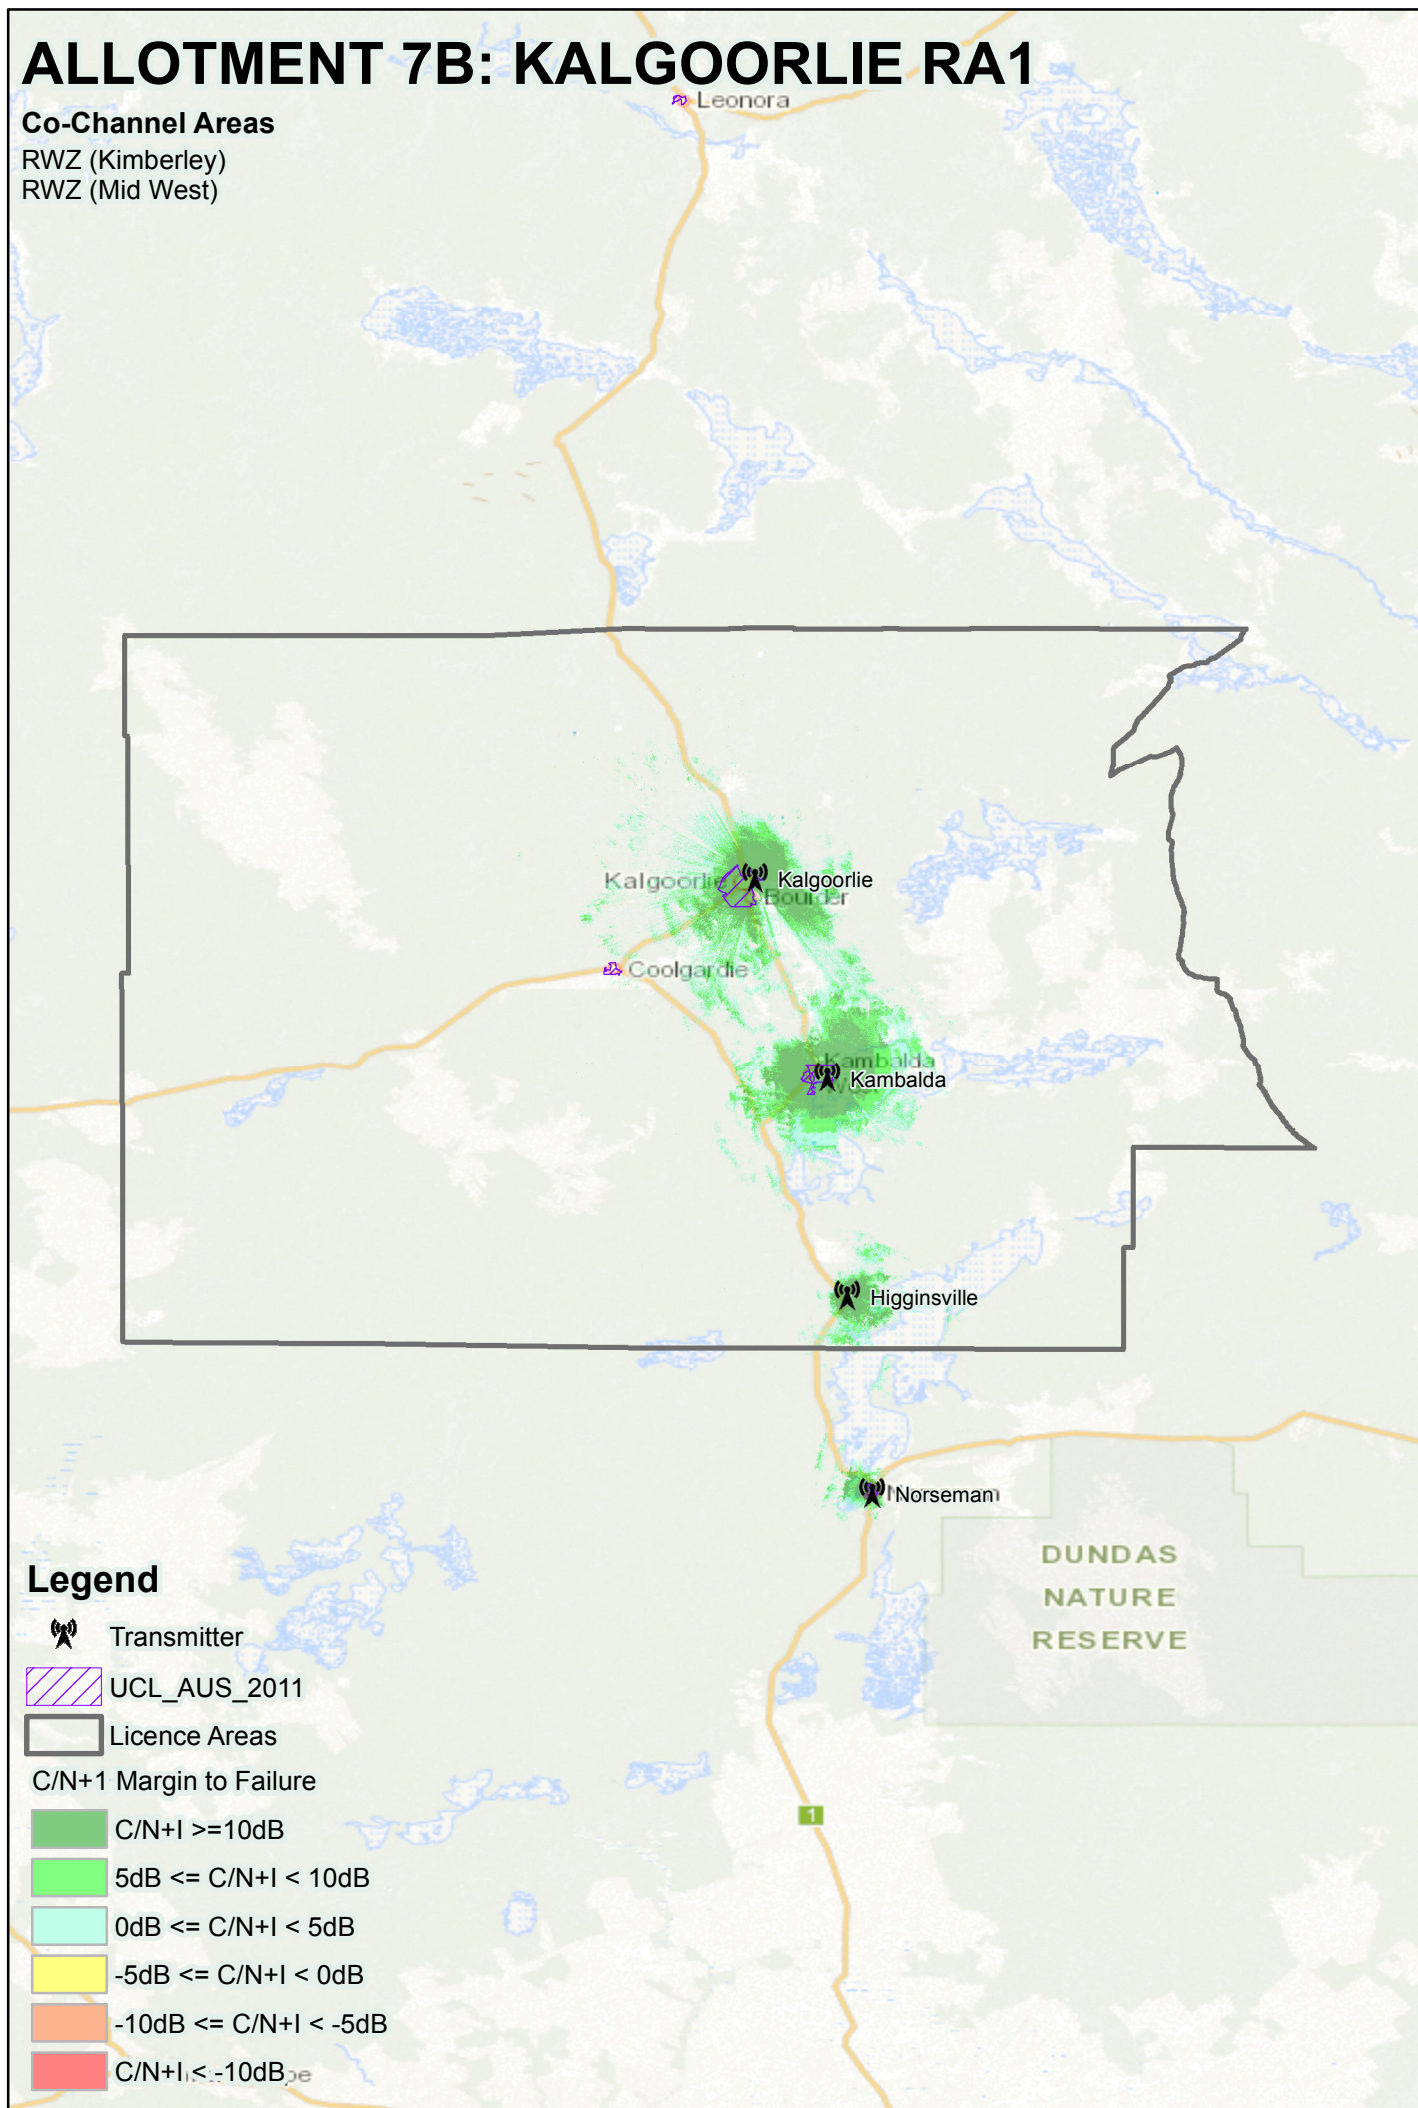 ALLOTMENT 7B: KALGOORLIE RA1
Co-Channel Areas
RWZ (Kimberley)
RWZ (Mid West)
Leonora
Kalgoorlie
Kalgoorlie
Boulder
Coolgardie
Kambalda
West
Kambalda
Higginsville
Norseman
DUNDAS
NATURE
RESERVE
1
Legend
Transmitter
UCL_AUS_2011
Licence Areas
C/N+1 Margin to Failure
C/N+I >=10dB
5dB <= C/N+I < 10dB
0dB <= C/N+I < 5dB
-5dB <= C/N+I < 0dB
-10dB <= C/N+I < -5dB
C/N+I < -10dB